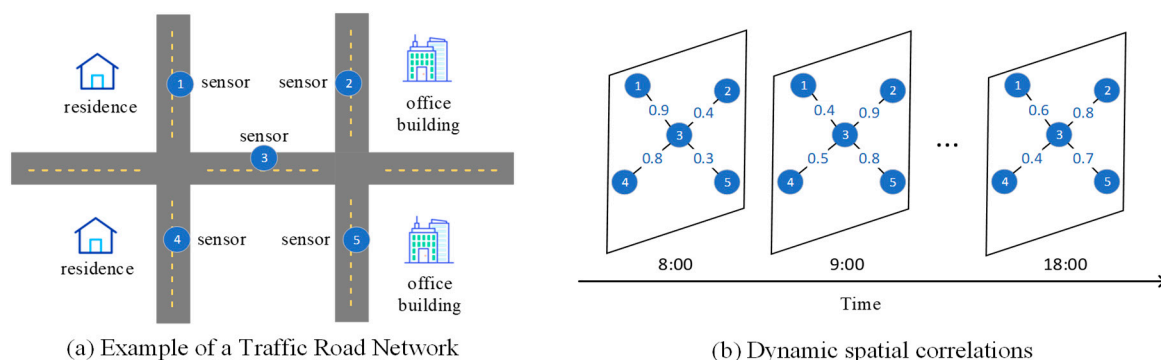 1
sensor
sensor
2
residence
office
building
sensor
3
4
sensor
sensor
5
residence
office
building
(a) Example of a Traffic Road Network
1
2
0.9
0.4
3
0.8
0.3
4
5
8:00
1
2
0.4
0.9
3
0.5
0.8
4
5
9:00
...
1
2
0.6
0.8
3
0.4
0.7
4
5
18:00
Time
(b) Dynamic spatial correlations